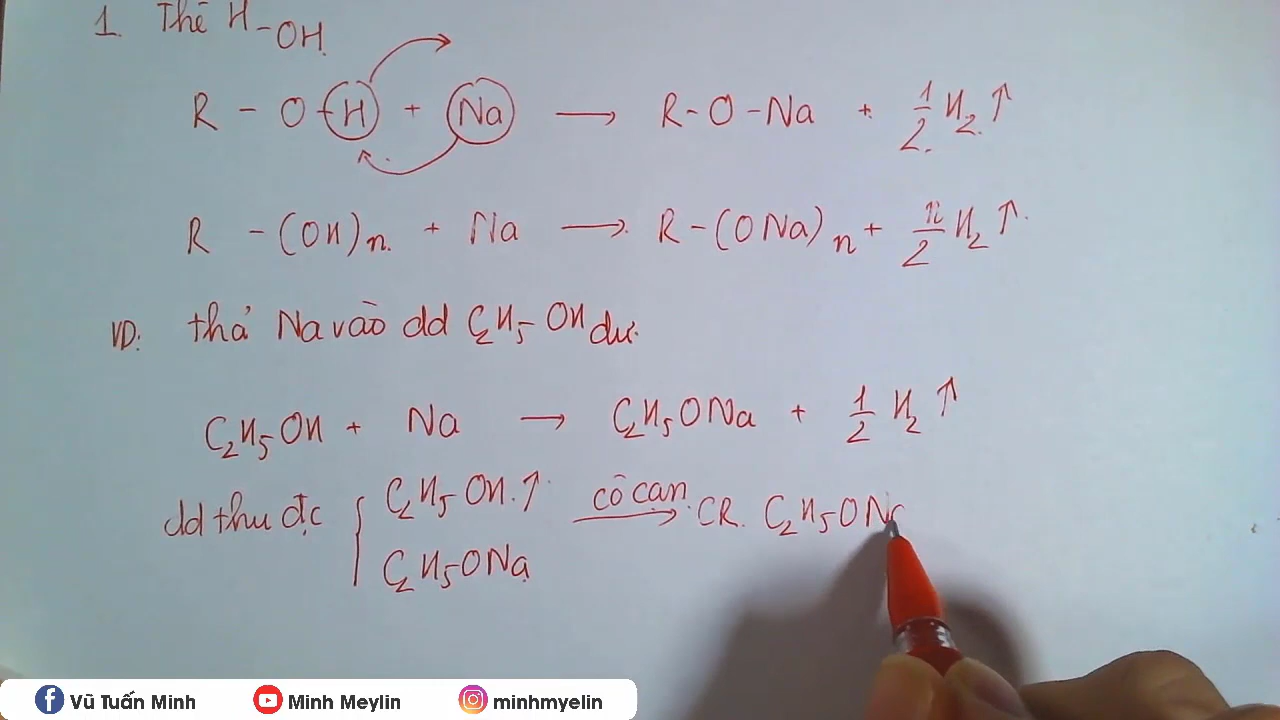 1. Thế H-OH.
R - O - H + Na → R-O-Na + 1/2 H2 ↑
R - (OH)n + Na → R-(ONa)n + n/2 H2 ↑
VD: thả Na vào dd C2H5OH dư.
C2H5OH + Na → C2H5ONa + 1/2 H2 ↑
dd thu đc { C2H5OH ↑ cô cạn → CR. C2H5ONa
C2H5ONa
Vũ Tuấn Minh Minh Meylin minhmyelin